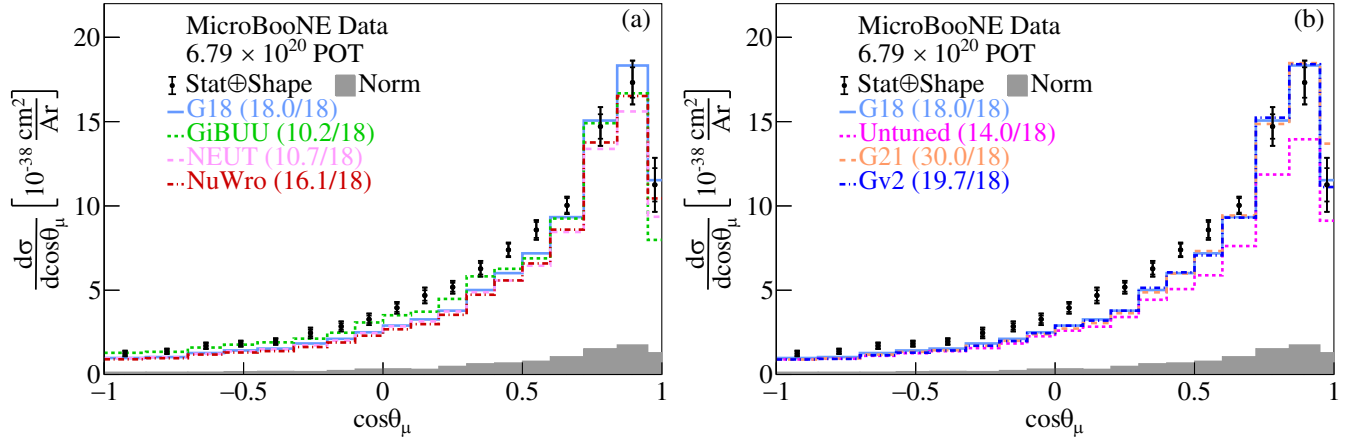 (a)
MicroBooNE Data
6.79 × 10²⁰ POT
Stat⊕Shape Norm
G18 (18.0/18)
GiBUU (10.2/18)
NEUT (10.7/18)
NuWro (16.1/18)
dσ/dcosθμ [10⁻³⁸ cm²/Ar]
20
15
10
5
0
−1 −0.5 0 0.5 1
cosθμ
(b)
MicroBooNE Data
6.79 × 10²⁰ POT
Stat⊕Shape Norm
G18 (18.0/18)
Untuned (14.0/18)
G21 (30.0/18)
Gv2 (19.7/18)
dσ/dcosθμ [10⁻³⁸ cm²/Ar]
20
15
10
5
0
−1 −0.5 0 0.5 1
cosθμ